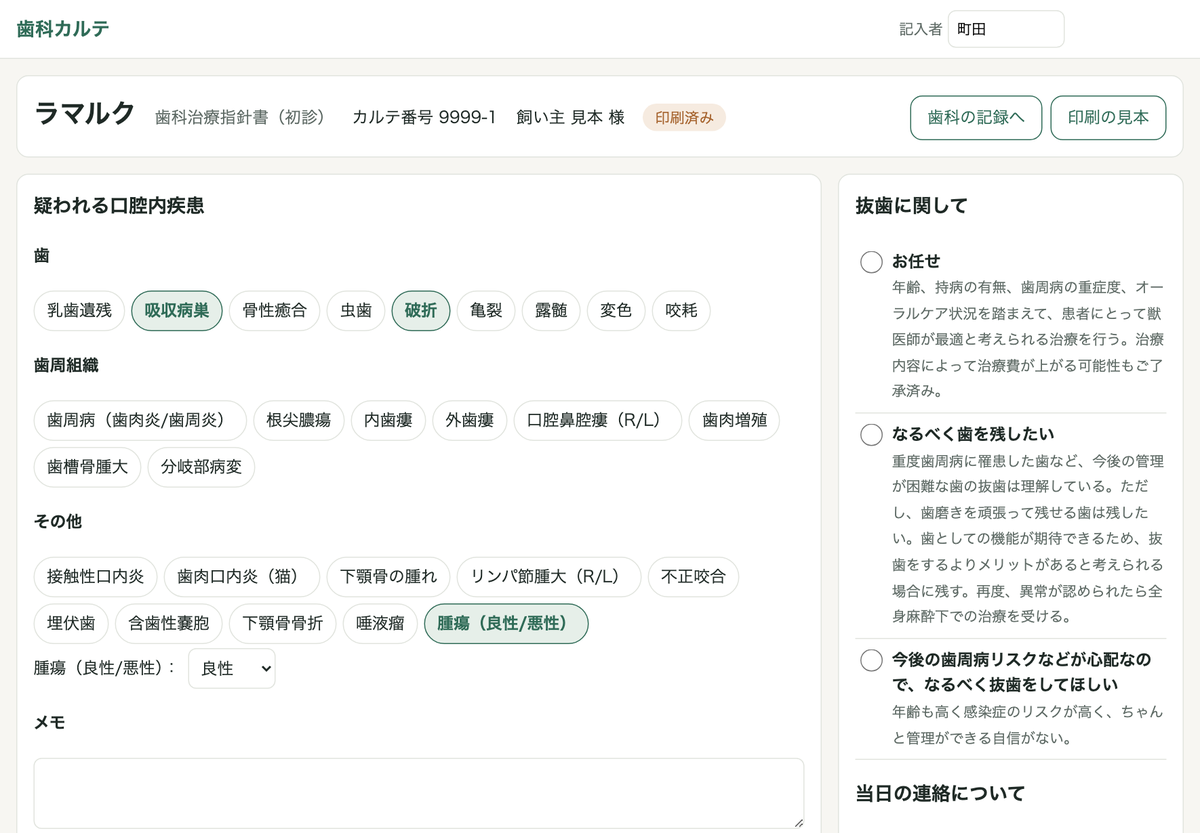 歯科カルテ
記入者 町田
ラマルク 歯科治療指針書（初診） カルテ番号 9999-1 飼い主 見本 様 印刷済み 歯科の記録へ 印刷の見本
疑われる口腔内疾患
歯
乳歯遺残 吸収病巣 骨性癒合 虫歯 破折 亀裂 露髄 変色 咬耗
歯周組織
歯周病（歯肉炎/歯周炎） 根尖膿瘍 内歯瘻 外歯瘻 口腔鼻腔瘻（R/L） 歯肉増殖
歯槽骨腫大 分岐部病変
その他
接触性口内炎 歯肉口内炎（猫） 下顎骨の腫れ リンパ節腫大（R/L） 不正咬合
埋伏歯 含歯性嚢胞 下顎骨骨折 唾液瘤 腫瘍（良性/悪性）
腫瘍（良性/悪性）： 良性
メモ
抜歯に関して
お任せ
年齢、持病の有無、歯周病の重症度、オー
ラルケア状況を踏まえて、患者にとって獣
医師が最適と考えられる治療を行う。治療
内容によって治療費が上がる可能性もご了
承済み。
なるべく歯を残したい
重度歯周病に罹患した歯など、今後の管理
が困難な歯の抜歯は理解している。ただ
し、歯磨きを頑張って残せる歯は残した
い。歯としての機能が期待できるため、抜
歯をするよりメリットがあると考えられる
場合に残す。再度、異常が認められたら全
身麻酔下での治療を受ける。
今後の歯周病リスクなどが心配なの
で、なるべく抜歯をしてほしい
年齢も高く感染症のリスクが高く、ちゃん
と管理ができる自信がない。
当日の連絡について